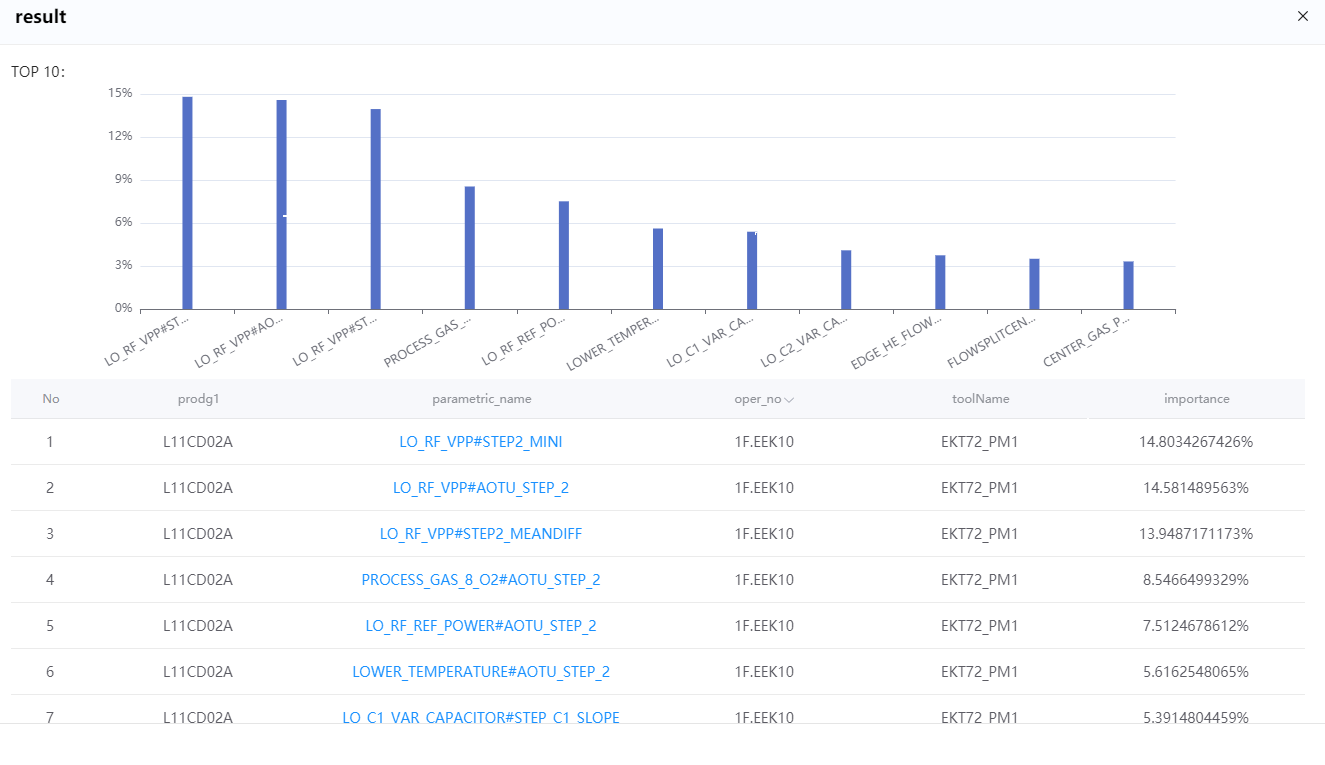 result
TOP 10:
15%
12%
9%
6%
3%
0%
LO_RF_VPP#ST...
LO_RF_VPP#AO...
LO_RF_VPP#ST...
PROCESS_GAS_...
LO_RF_REF_PO...
LOWER_TEMPER...
LO_C1_VAR_CA...
LO_C2_VAR_CA...
EDGE_HE_FLOW...
FLOWSPLITCEN...
CENTER_GAS_P...
No prodg1 parametric_name oper_no toolName importance
1 L11CD02A LO_RF_VPP#STEP2_MINI 1F.EEK10 EKT72_PM1 14.8034267426%
2 L11CD02A LO_RF_VPP#AOTU_STEP_2 1F.EEK10 EKT72_PM1 14.581489563%
3 L11CD02A LO_RF_VPP#STEP2_MEANDIFF 1F.EEK10 EKT72_PM1 13.9487171173%
4 L11CD02A PROCESS_GAS_8_O2#AOTU_STEP_2 1F.EEK10 EKT72_PM1 8.5466499329%
5 L11CD02A LO_RF_REF_POWER#AOTU_STEP_2 1F.EEK10 EKT72_PM1 7.5124678612%
6 L11CD02A LOWER_TEMPERATURE#AOTU_STEP_2 1F.EEK10 EKT72_PM1 5.6162548065%
7 L11CD02A LO_C1_VAR_CAPACITOR#STEP_C1_SLOPE 1F.EEK10 EKT72_PM1 5.3914804459%